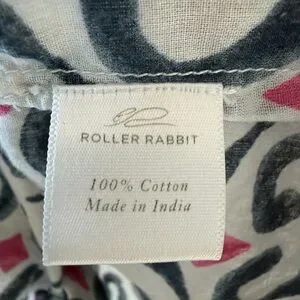 ROLLER RABBIT
100% Cotton
Made in India